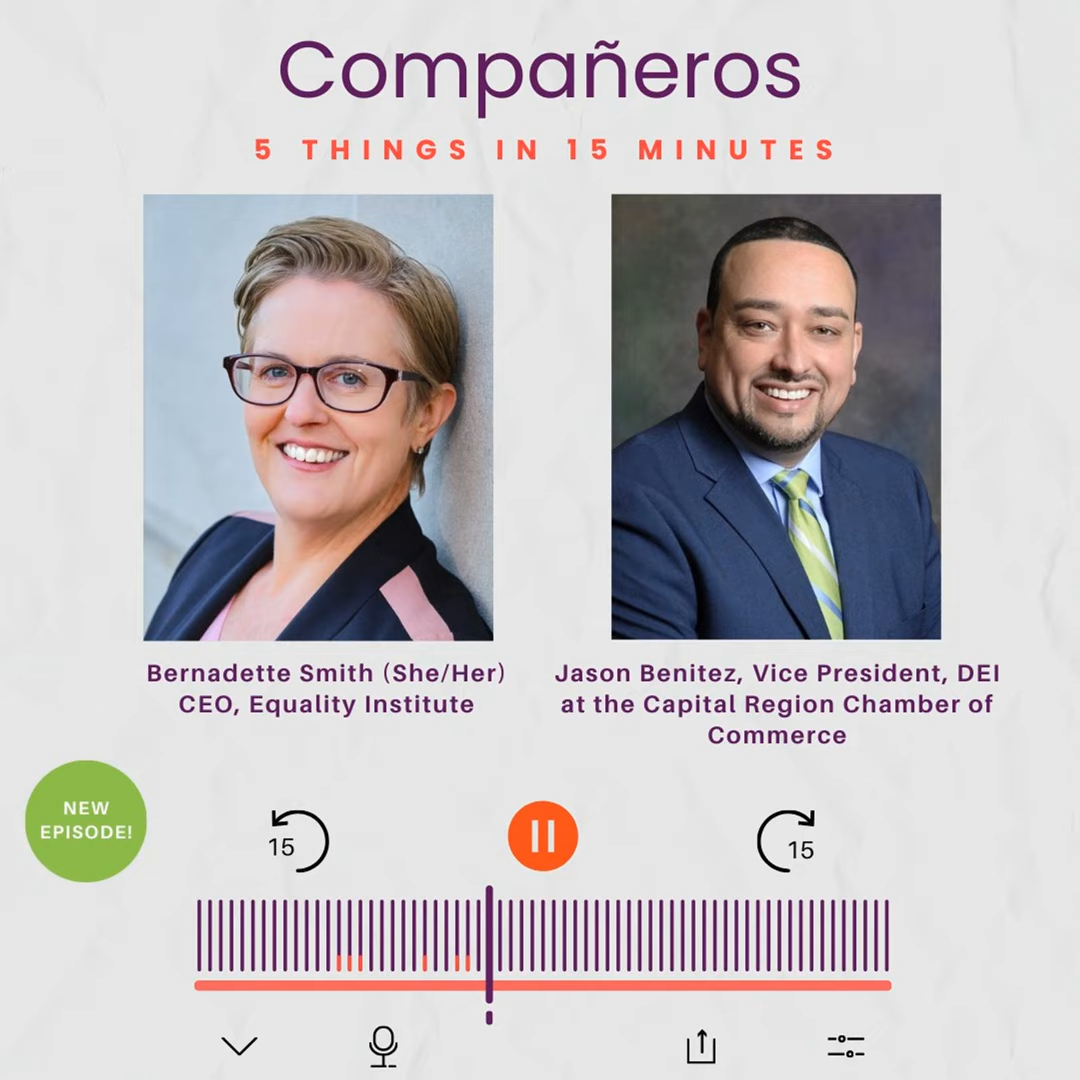 Compañeros
5 THINGS IN 15 MINUTES
Bernadette Smith (She/Her)
CEO, Equality Institute
Jason Benitez, Vice President, DEI
at the Capital Region Chamber of
Commerce
NEW
EPISODE!
15
15